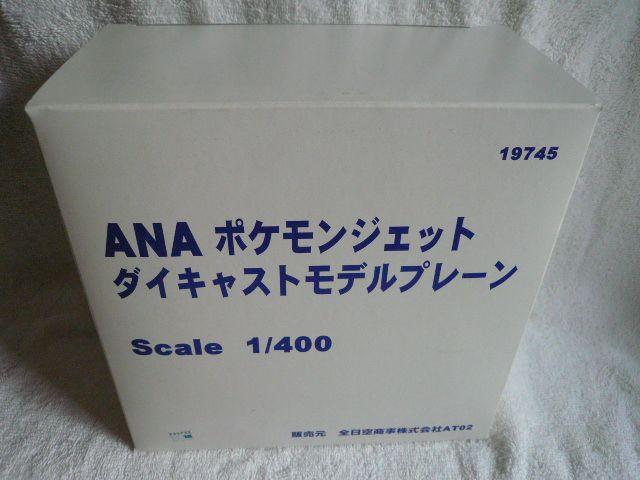 19745
ANA ポケモンジェット
ダイキャストモデルプレーン
Scale 1/400
販売元 全日空商事株式会社AT02